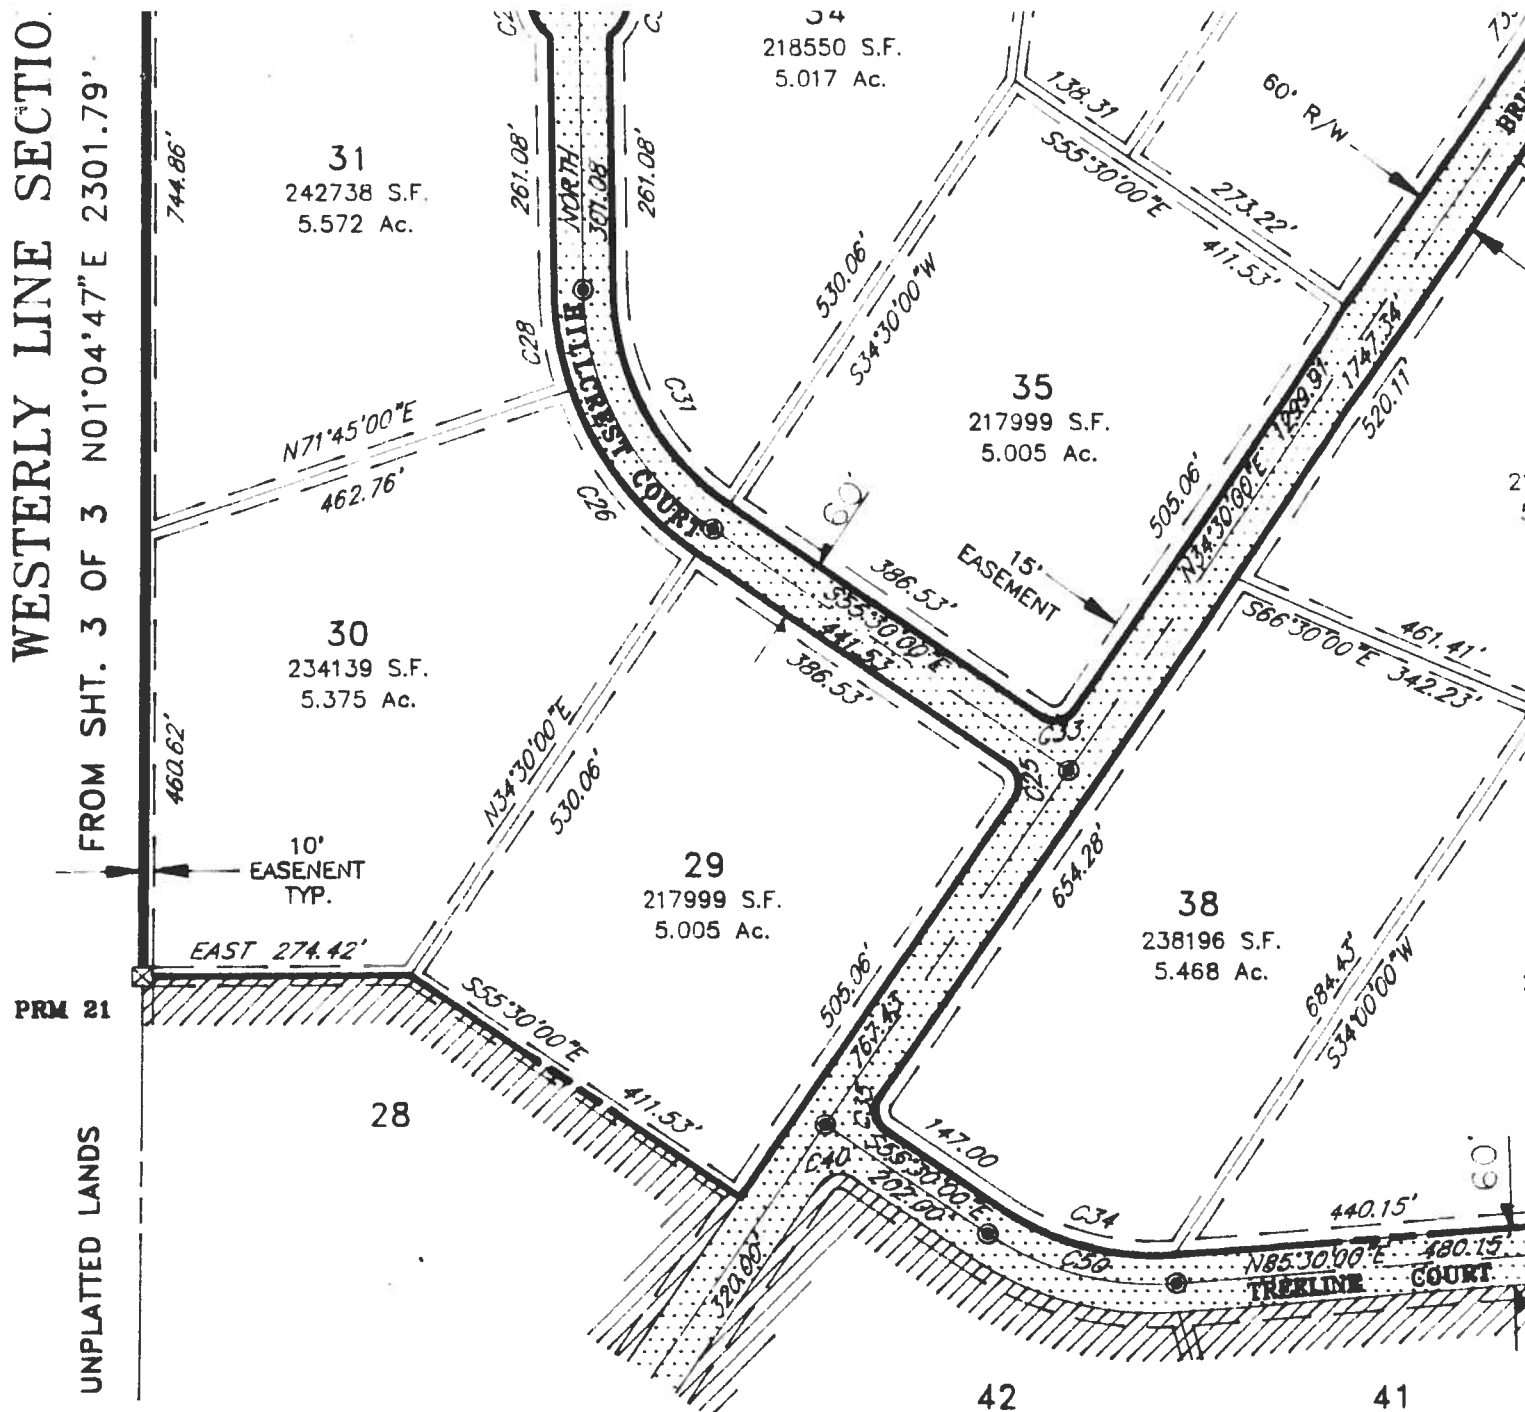 WESTERLY LINE SECTIO
FROM SHT. 3 OF 3 N01°04'47"E 2301.79'
744.86'
31
242738 S.F.
5.572 Ac.
261.08'
NORTH
301.08
261.08'
34
218550 S.F.
5.017 Ac.
138.31
S55°30'00"E
273.22'
411.53'
60' R/W
BRI
530.06'
S34°30'00"W
C28
HILLCREST COURT
C31
35
217999 S.F.
5.005 Ac.
1747.34'
1299.91
N34°30'00"E
520.11'
505.06'
N71°45'00"E
462.76'
C26
60'
15'
EASEMENT
386.53'
S55°30'00"E
441.53
386.53'
S66°30'00"E 342.23'
461.41'
30
234139 S.F.
5.375 Ac.
460.62'
N34°30'00"E
530.06'
C33
C25
654.28'
10'
EASENENT
TYP.
29
217999 S.F.
5.005 Ac.
38
238196 S.F.
5.468 Ac.
EAST 274.42'
PRM 21
S55°30'00"E
411.53'
505.06'
767.43
684.43'
S34°00'00"W
28
C35
C40
147.00
S55°30'00"E
202.00'
C34
C50
440.15'
60'
N85°30'00"E 480.15'
TREELINE COURT
320.00'
UNPLATTED LANDS
42
41